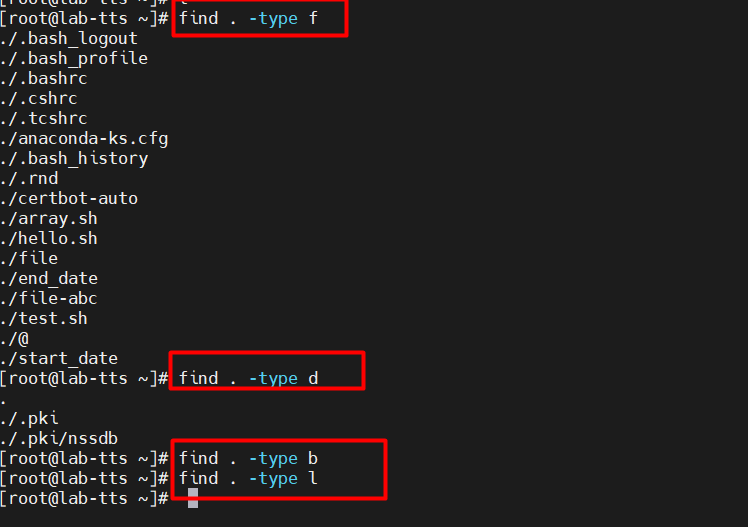 [root@lab-tts ~]# find . -type f
./.bash_logout
./.bash_profile
./.bashrc
./.cshrc
./.tcshrc
./anaconda-ks.cfg
./.bash_history
./.rnd
./certbot-auto
./array.sh
./hello.sh
./file
./end_date
./file-abc
./test.sh
./@
./start_date
[root@lab-tts ~]# find . -type d
.
./.pki
./.pki/nssdb
[root@lab-tts ~]# find . -type b
[root@lab-tts ~]# find . -type l
[root@lab-tts ~]#